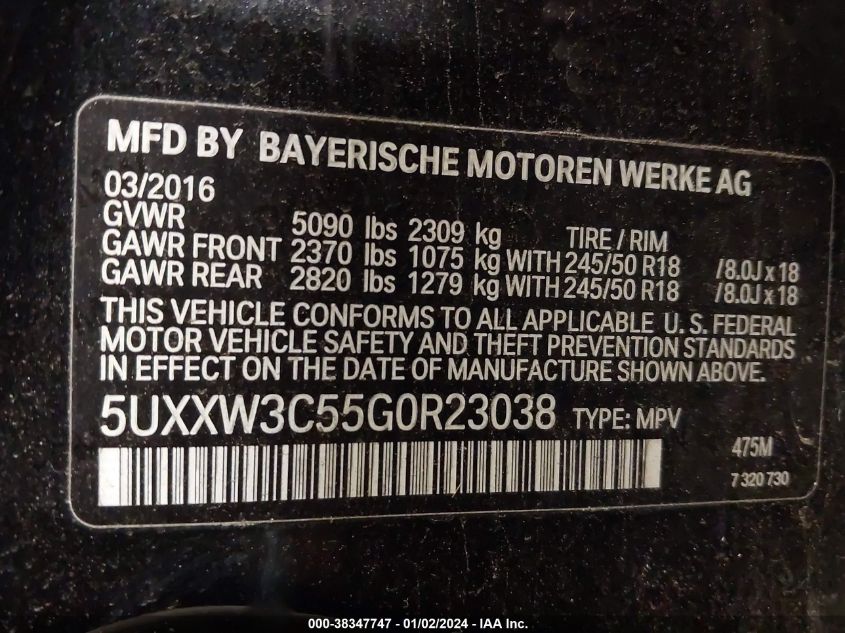 MFD BY BAYERISCHE MOTOREN WERKE AG
03/2016
GVWR 5090 lbs 2309 kg TIRE / RIM
GAWR FRONT 2370 lbs 1075 kg WITH 245/50 R18 /8.0J x 18
GAWR REAR 2820 lbs 1279 kg WITH 245/50 R18 /8.0J x 18
THIS VEHICLE CONFORMS TO ALL APPLICABLE U. S. FEDERAL
MOTOR VEHICLE SAFETY AND THEFT PREVENTION STANDARDS
IN EFFECT ON THE DATE OF MANUFACTURE SHOWN ABOVE.
5UXXW3C55G0R23038 TYPE: MPV
475M
7 320 730
000-38347747 - 01/02/2024 - IAA Inc.